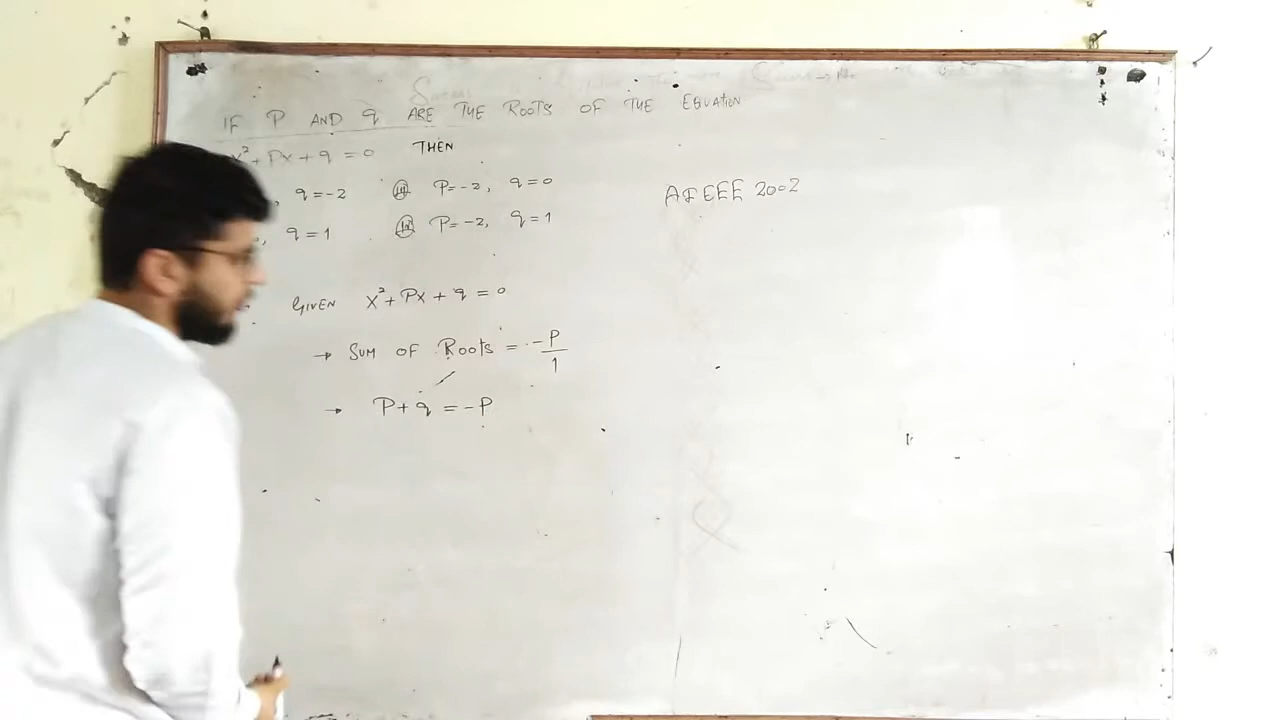 IF P AND q ARE THE ROOTS OF THE EQUATION
x² + Px + q = 0 THEN
q = -2 (iii) P = -2, q = 0
, q = 1 (iv) P = -2, q = 1
AIEEE 2002
GIVEN x² + Px + q = 0
→ SUM OF ROOTS = -P/1
→ P + q = -P